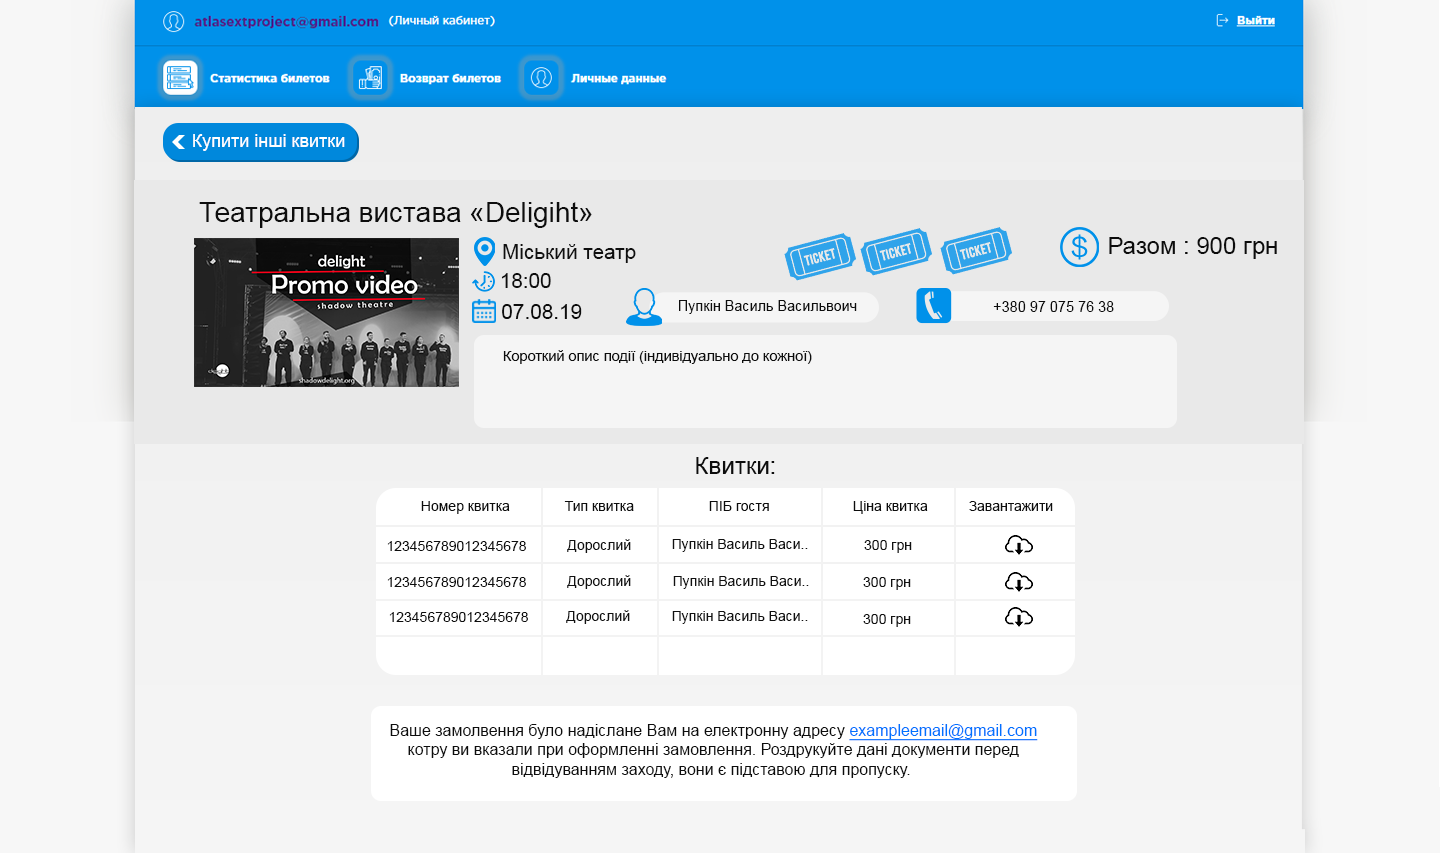 atlasextproject@gmail.com (Личный кабинет)
Выйти
Статистика билетов
Возврат билетов
Личные данные
Купити інші квитки
Театральна вистава «Deligiht»
delight
Promo video
shadow theatre
shadowdelight.org
Міський театр
18:00
07.08.19
TICKET
TICKET
TICKET
Разом : 900 грн
Пупкін Василь Васильвоич
+380 97 075 76 38
Короткий опис події (індивідуально до кожної)
Квитки:
Номер квитка Тип квитка ПІБ гостя Ціна квитка Завантажити
123456789012345678 Дорослий Пупкін Василь Васи.. 300 грн
123456789012345678 Дорослий Пупкін Василь Васи.. 300 грн
123456789012345678 Дорослий Пупкін Василь Васи.. 300 грн
Ваше замолвення було надіслане Вам на електронну адресу exampleemail@gmail.com
котру ви вказали при оформленні замовлення. Роздрукуйте дані документи перед
відвідуванням заходу, вони є підставою для пропуску.